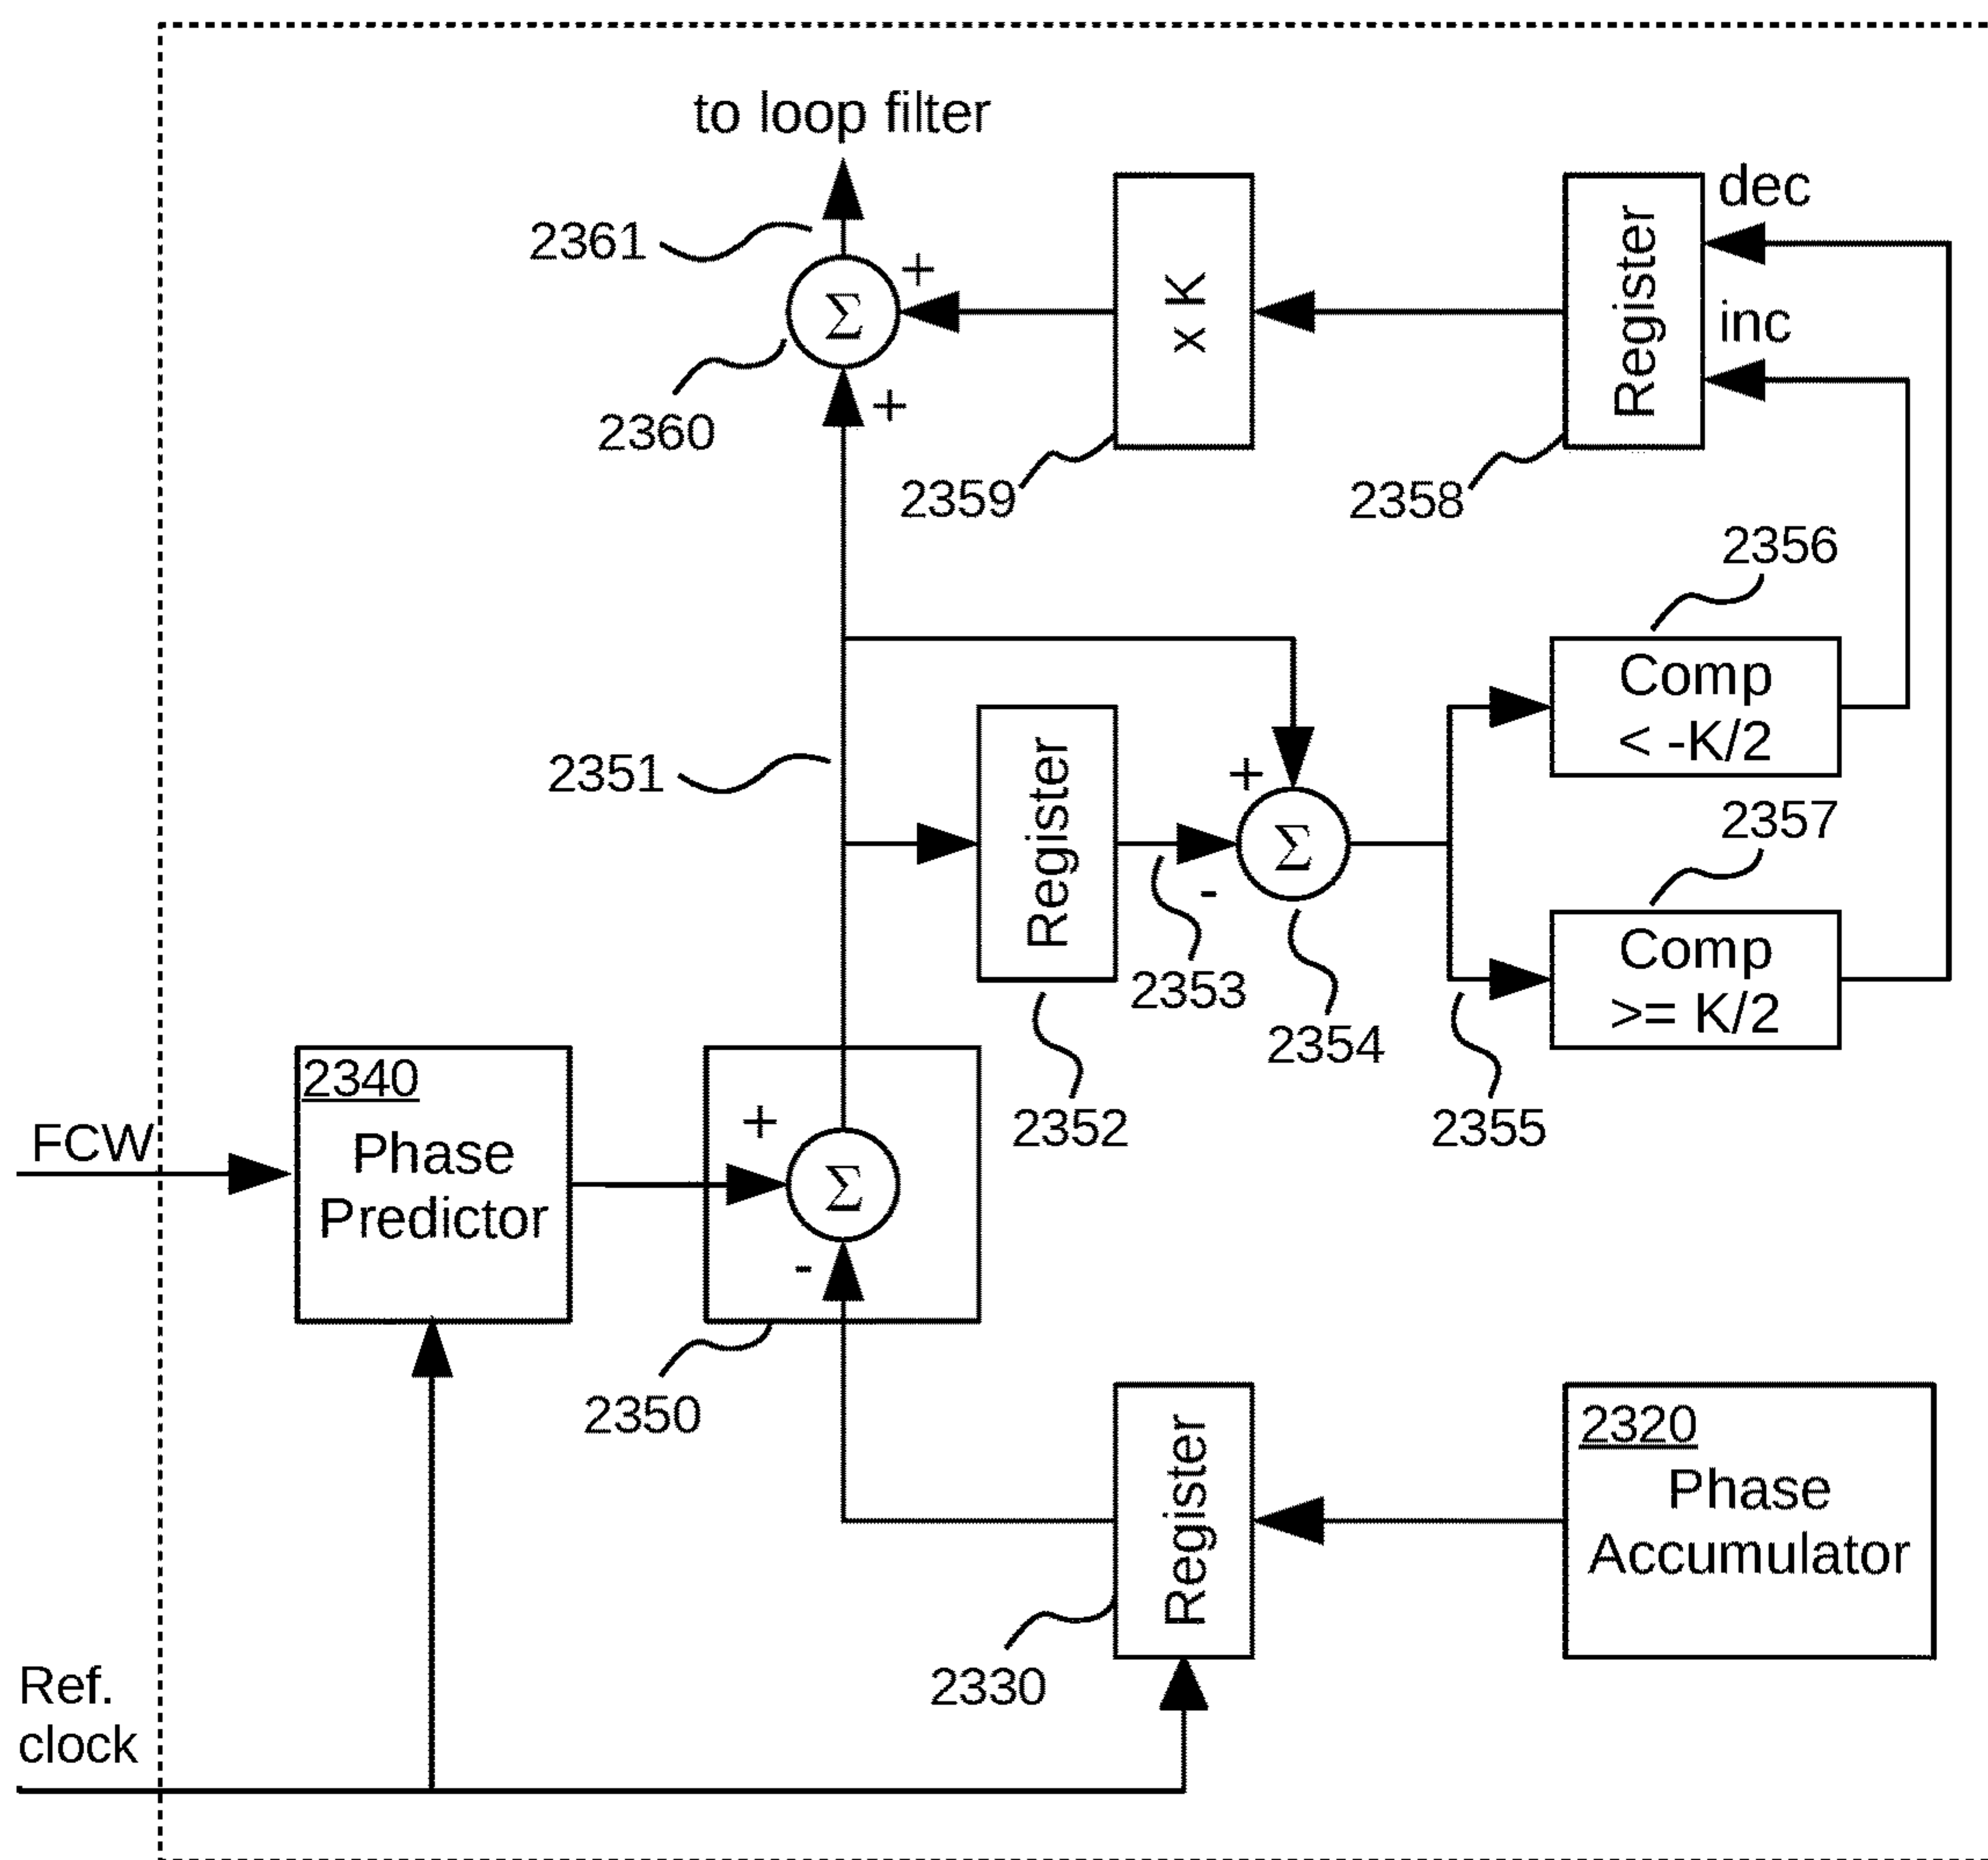 to loop filter
dec
2361
+
Register
x K
Σ
inc
+
2360
2359
2358
2356
Comp
< -K/2
2351
Register
+
2357
Σ
-
Comp
>= K/2
2353
2354
2340
2352
2355
FCW
+
Phase
Predictor
Σ
-
2350
Register
2320
Phase
Accumulator
2330
Ref.
clock